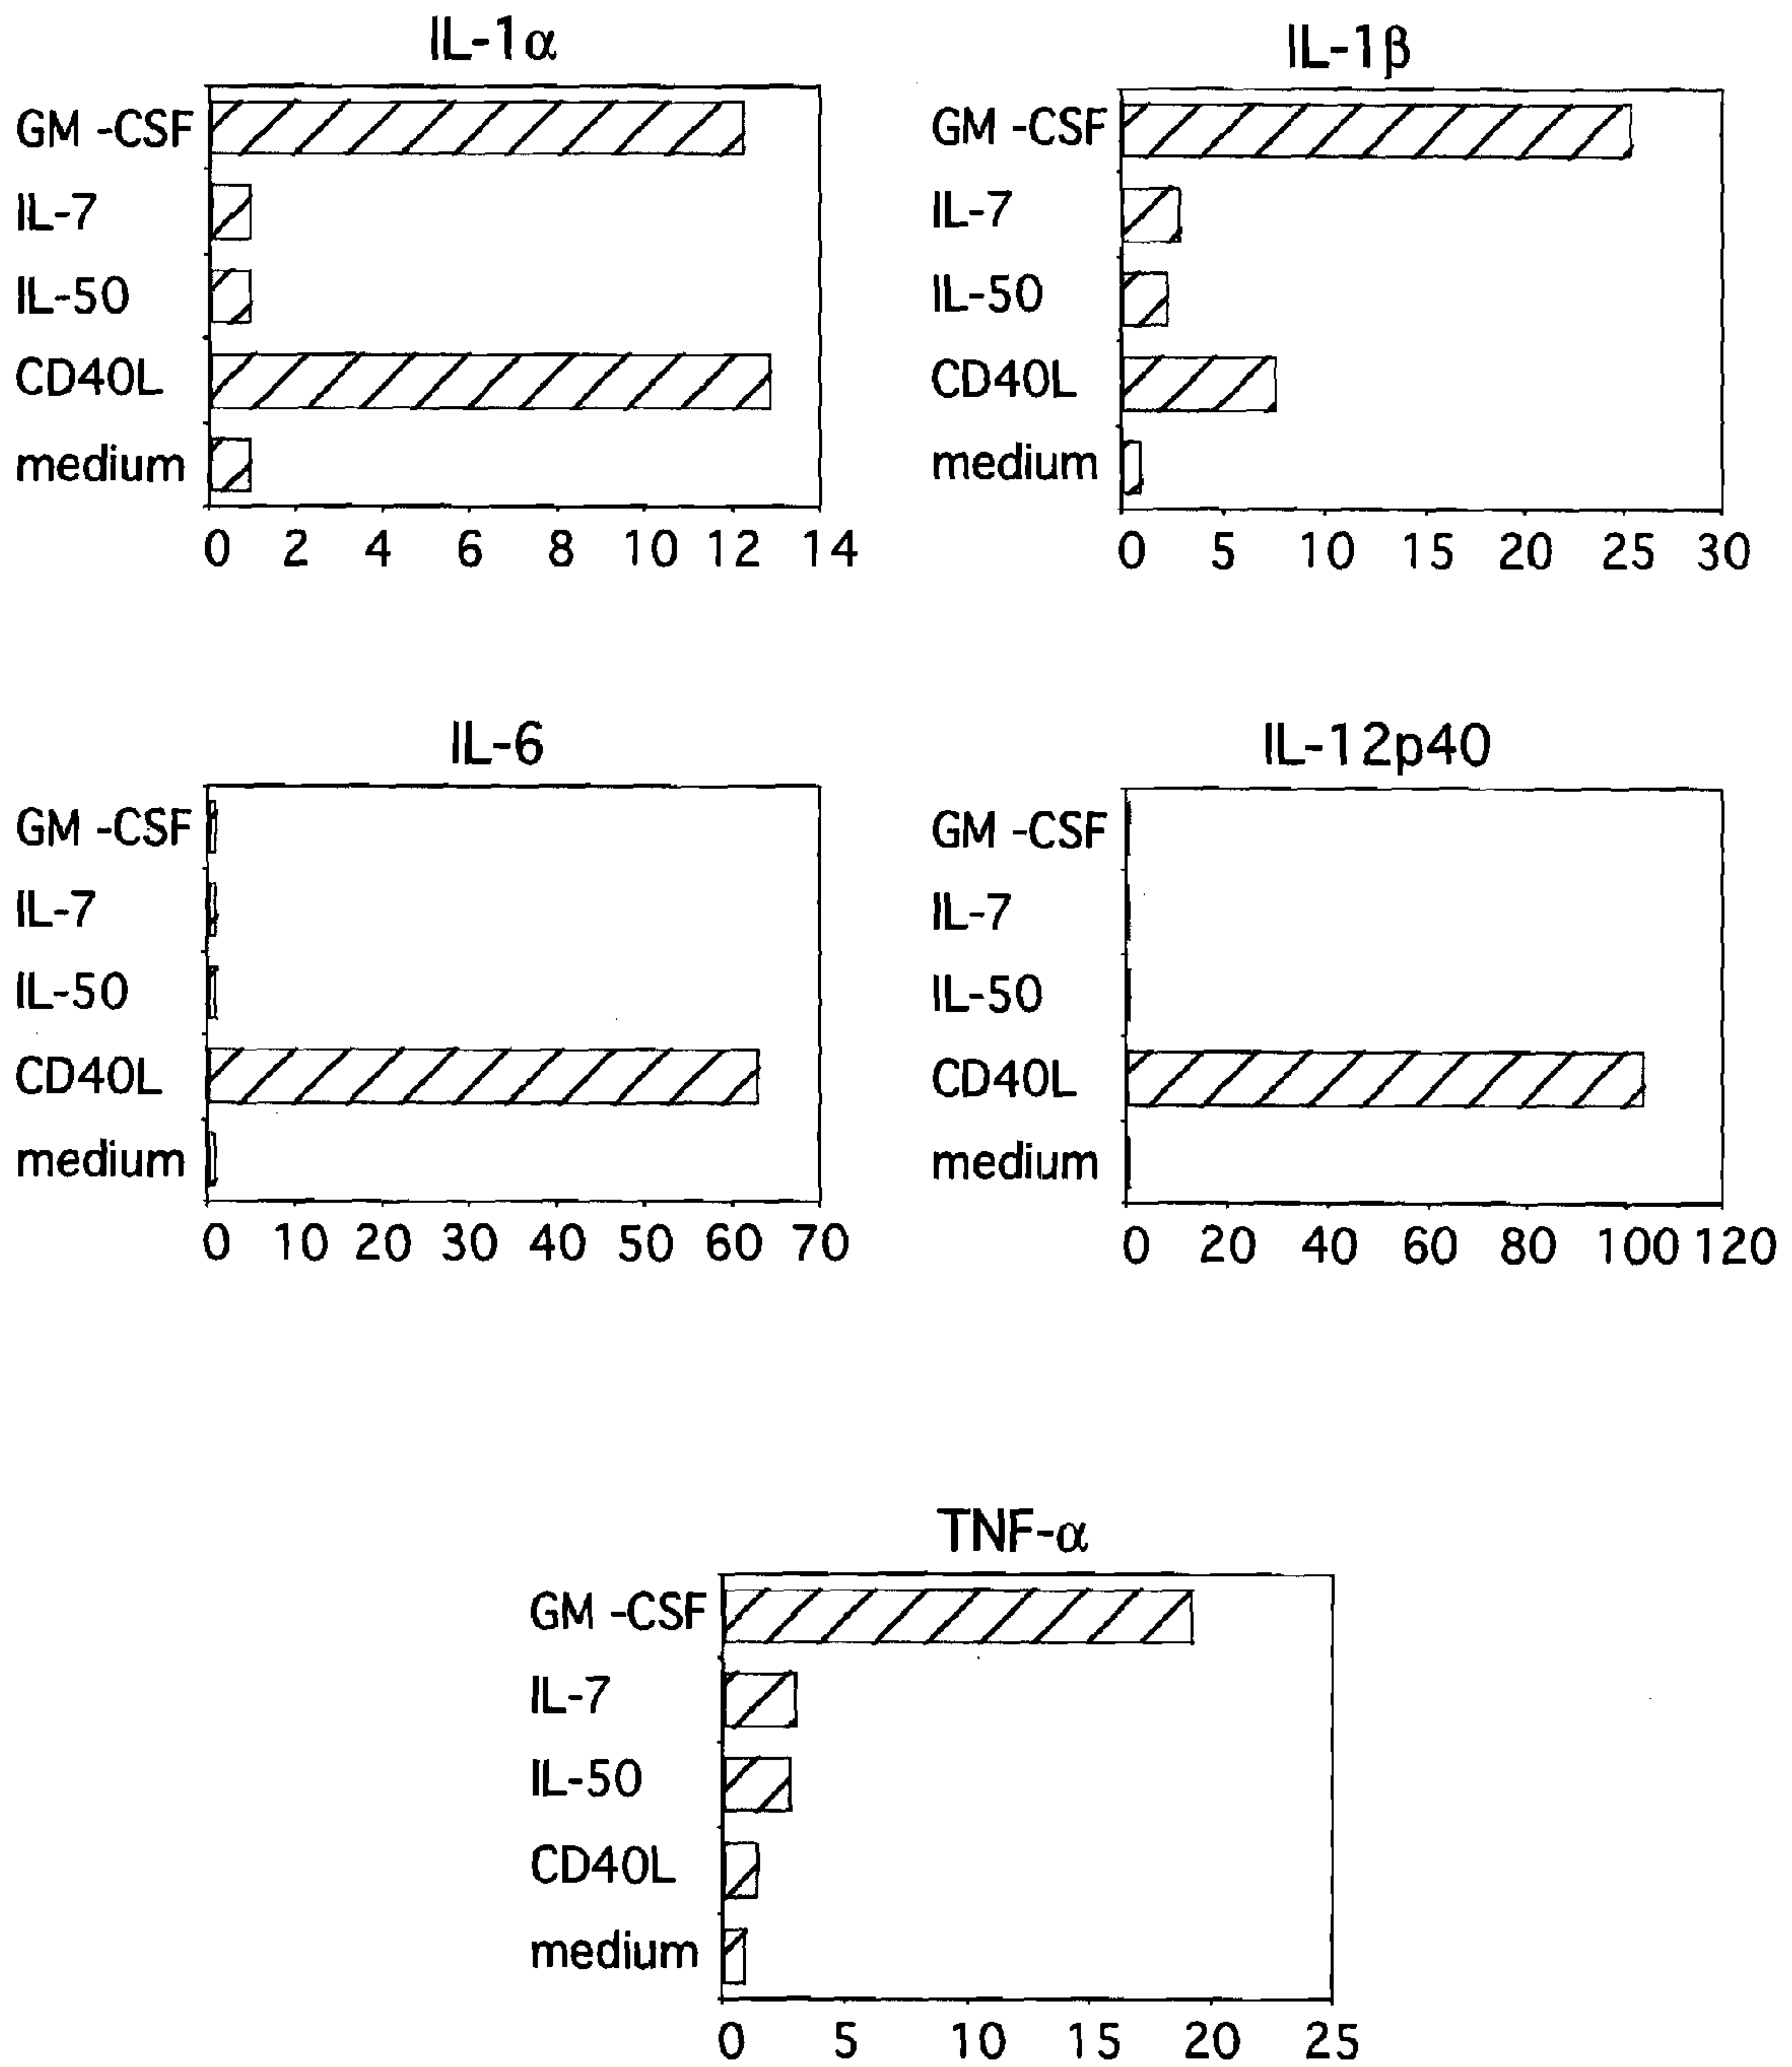 IL-1α
GM -CSF
IL-7
IL-50
CD40L
medium
0 2 4 6 8 10 12 14
IL-1β
GM -CSF
IL-7
IL-50
CD40L
medium
0 5 10 15 20 25 30
IL-6
GM -CSF
IL-7
IL-50
CD40L
medium
0 10 20 30 40 50 60 70
IL-12p40
GM -CSF
IL-7
IL-50
CD40L
medium
0 20 40 60 80 100 120
TNF-α
GM -CSF
IL-7
IL-50
CD40L
medium
0 5 10 15 20 25